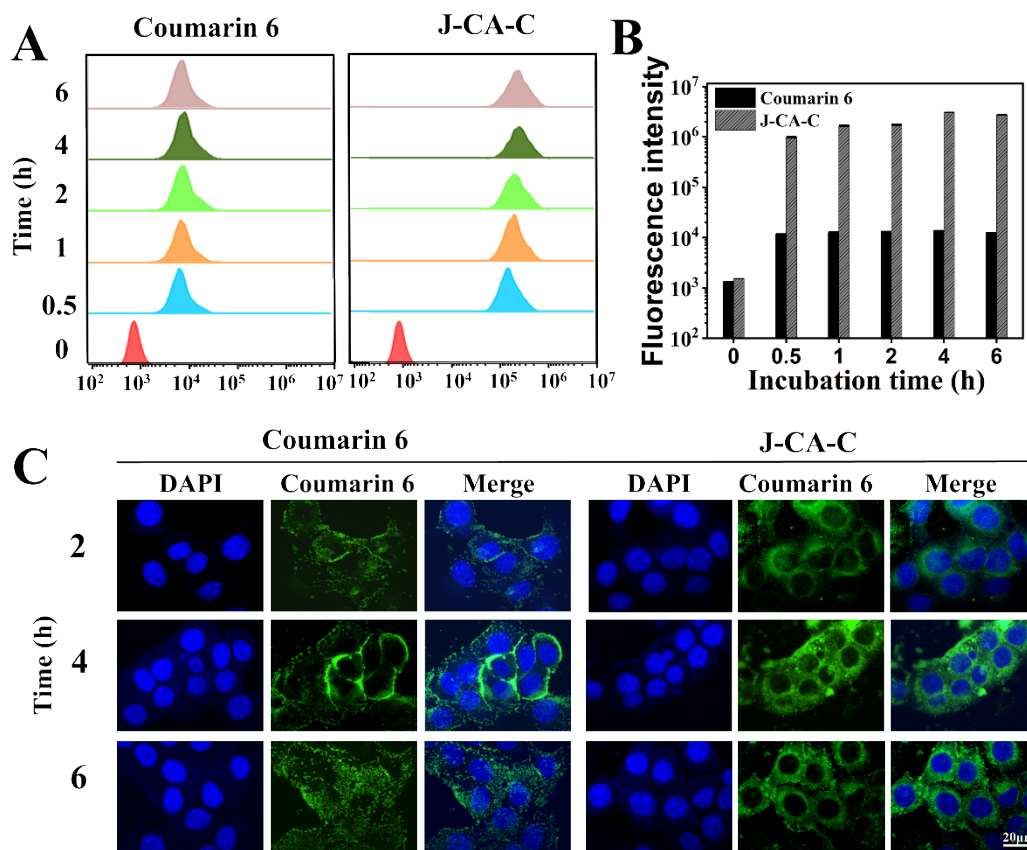 A
Coumarin 6
J-CA-C
Time (h)
6
4
2
1
0.5
0
10² 10³ 10⁴ 10⁵ 10⁶ 10⁷
10² 10³ 10⁴ 10⁵ 10⁶ 10⁷
B
Fluorescence intensity
10⁷
10⁶
10⁵
10⁴
10³
10²
Coumarin 6
J-CA-C
0 0.5 1 2 4 6
Incubation time (h)
C
Coumarin 6
J-CA-C
DAPI Coumarin 6 Merge DAPI Coumarin 6 Merge
Time (h)
2
4
6
20μm